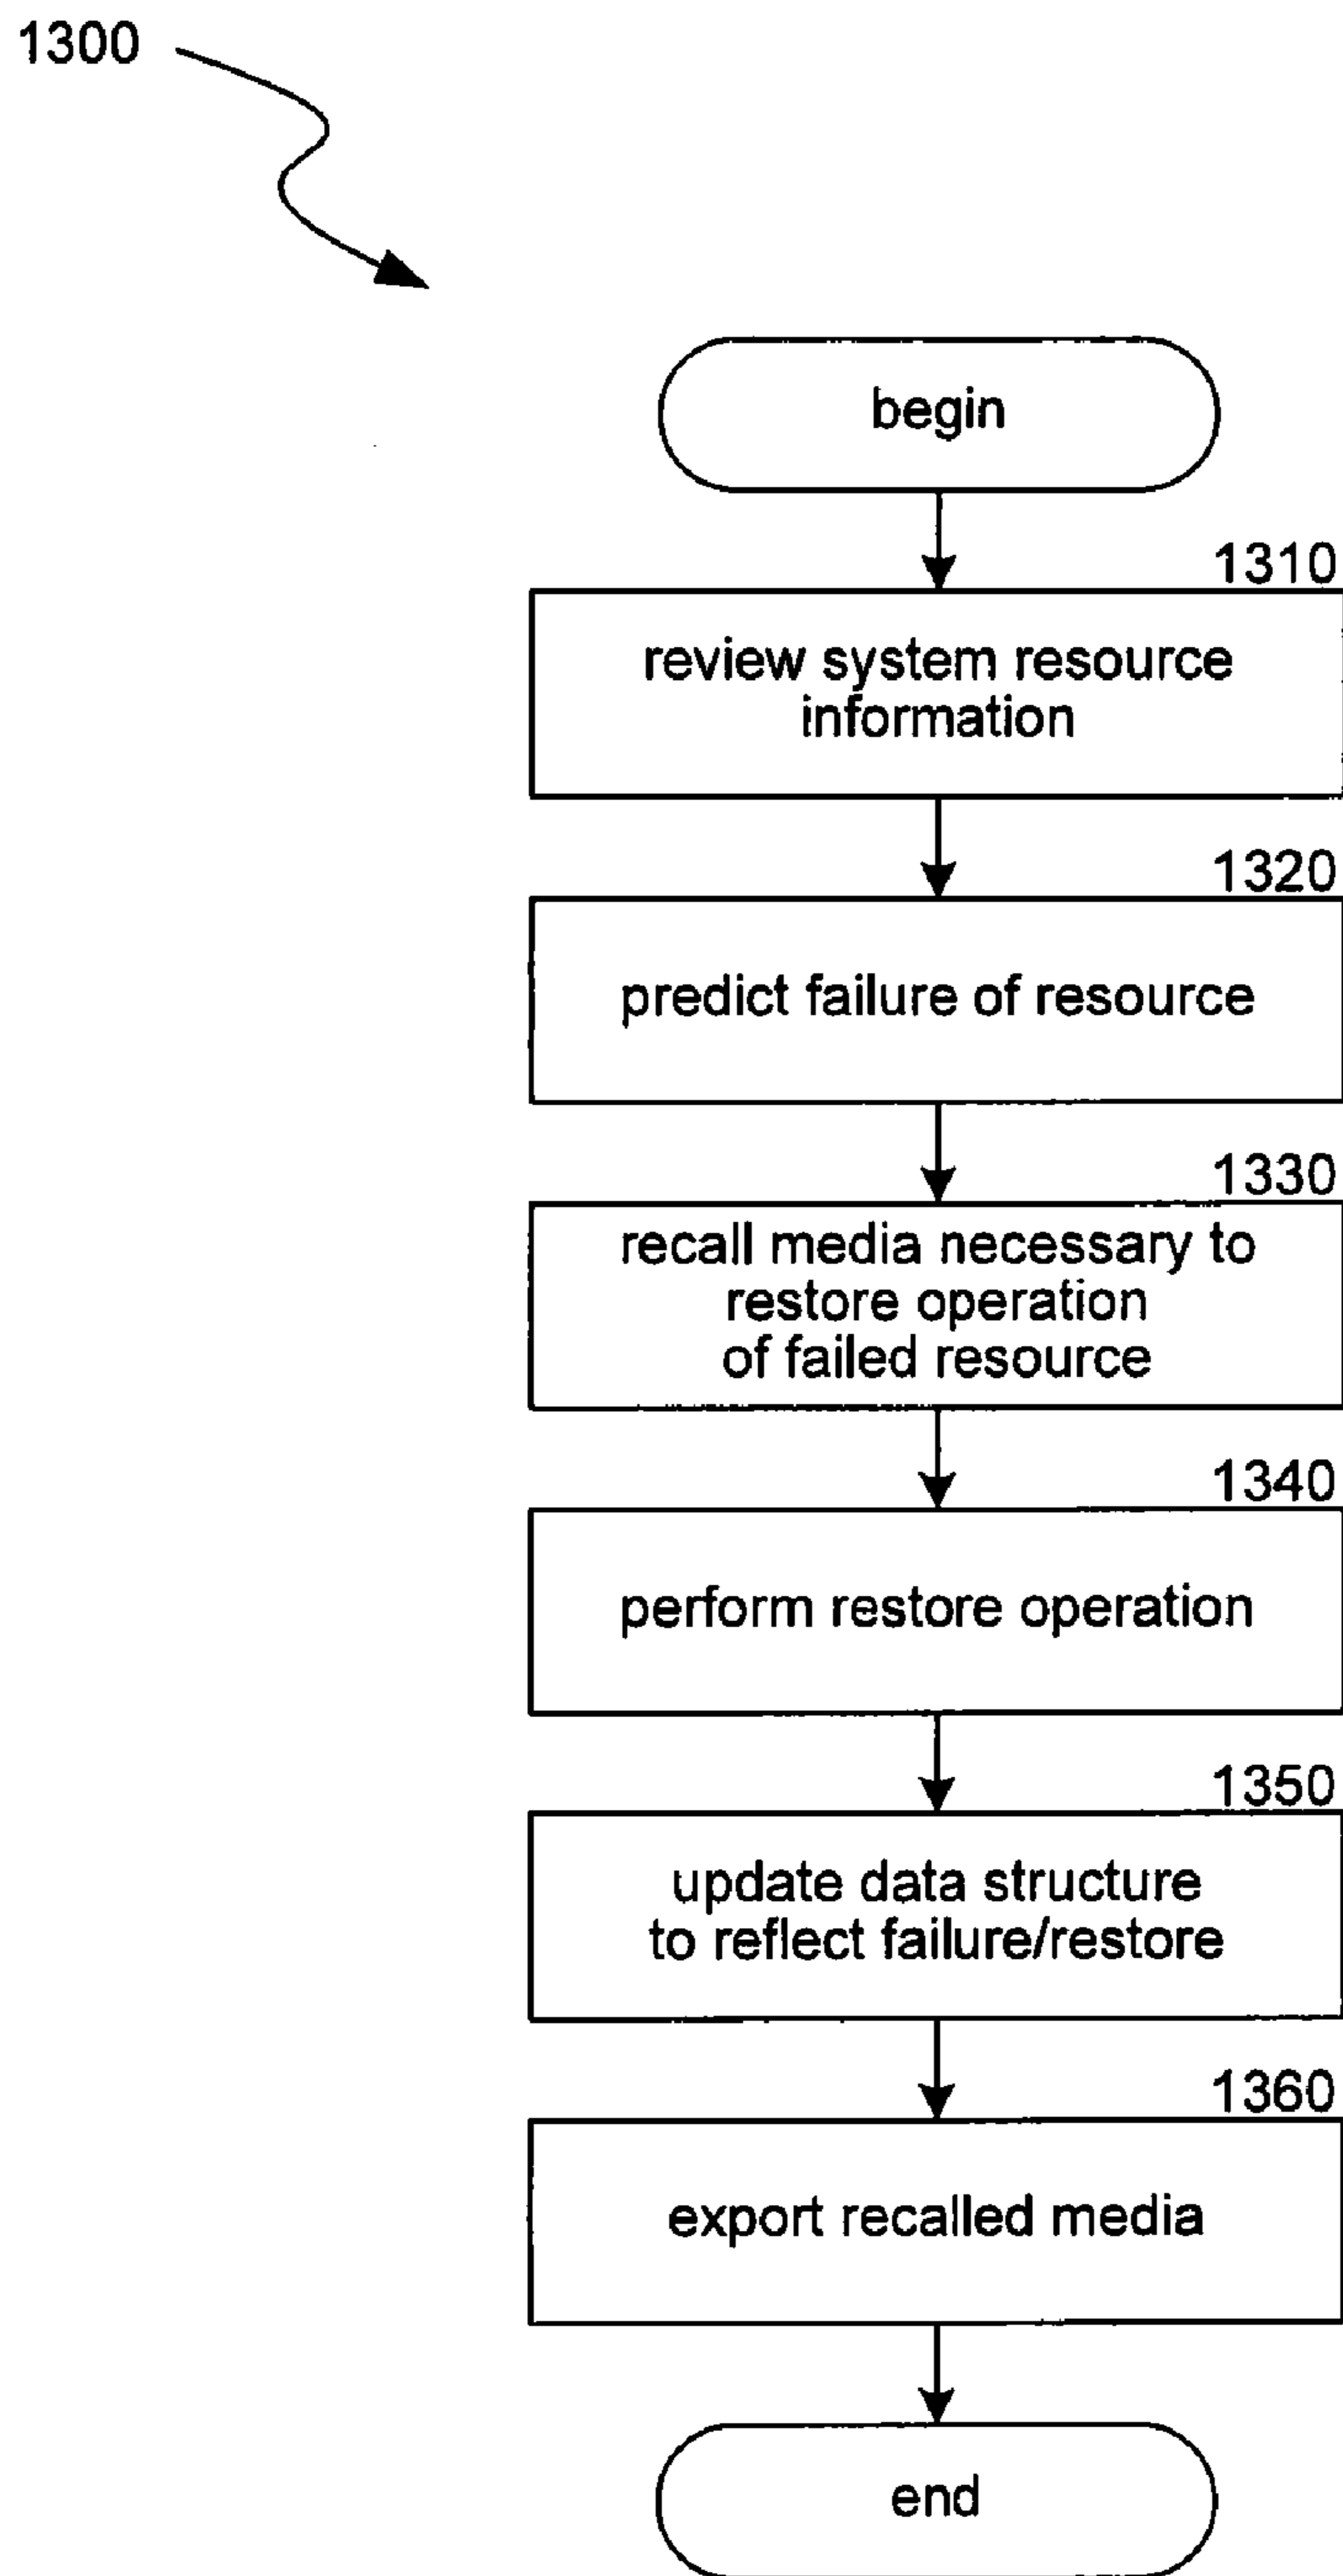 1300
begin
1310
review system resource
information
1320
predict failure of resource
1330
recall media necessary to
restore operation
of failed resource
1340
perform restore operation
1350
update data structure
to reflect failure/restore
1360
export recalled media
end